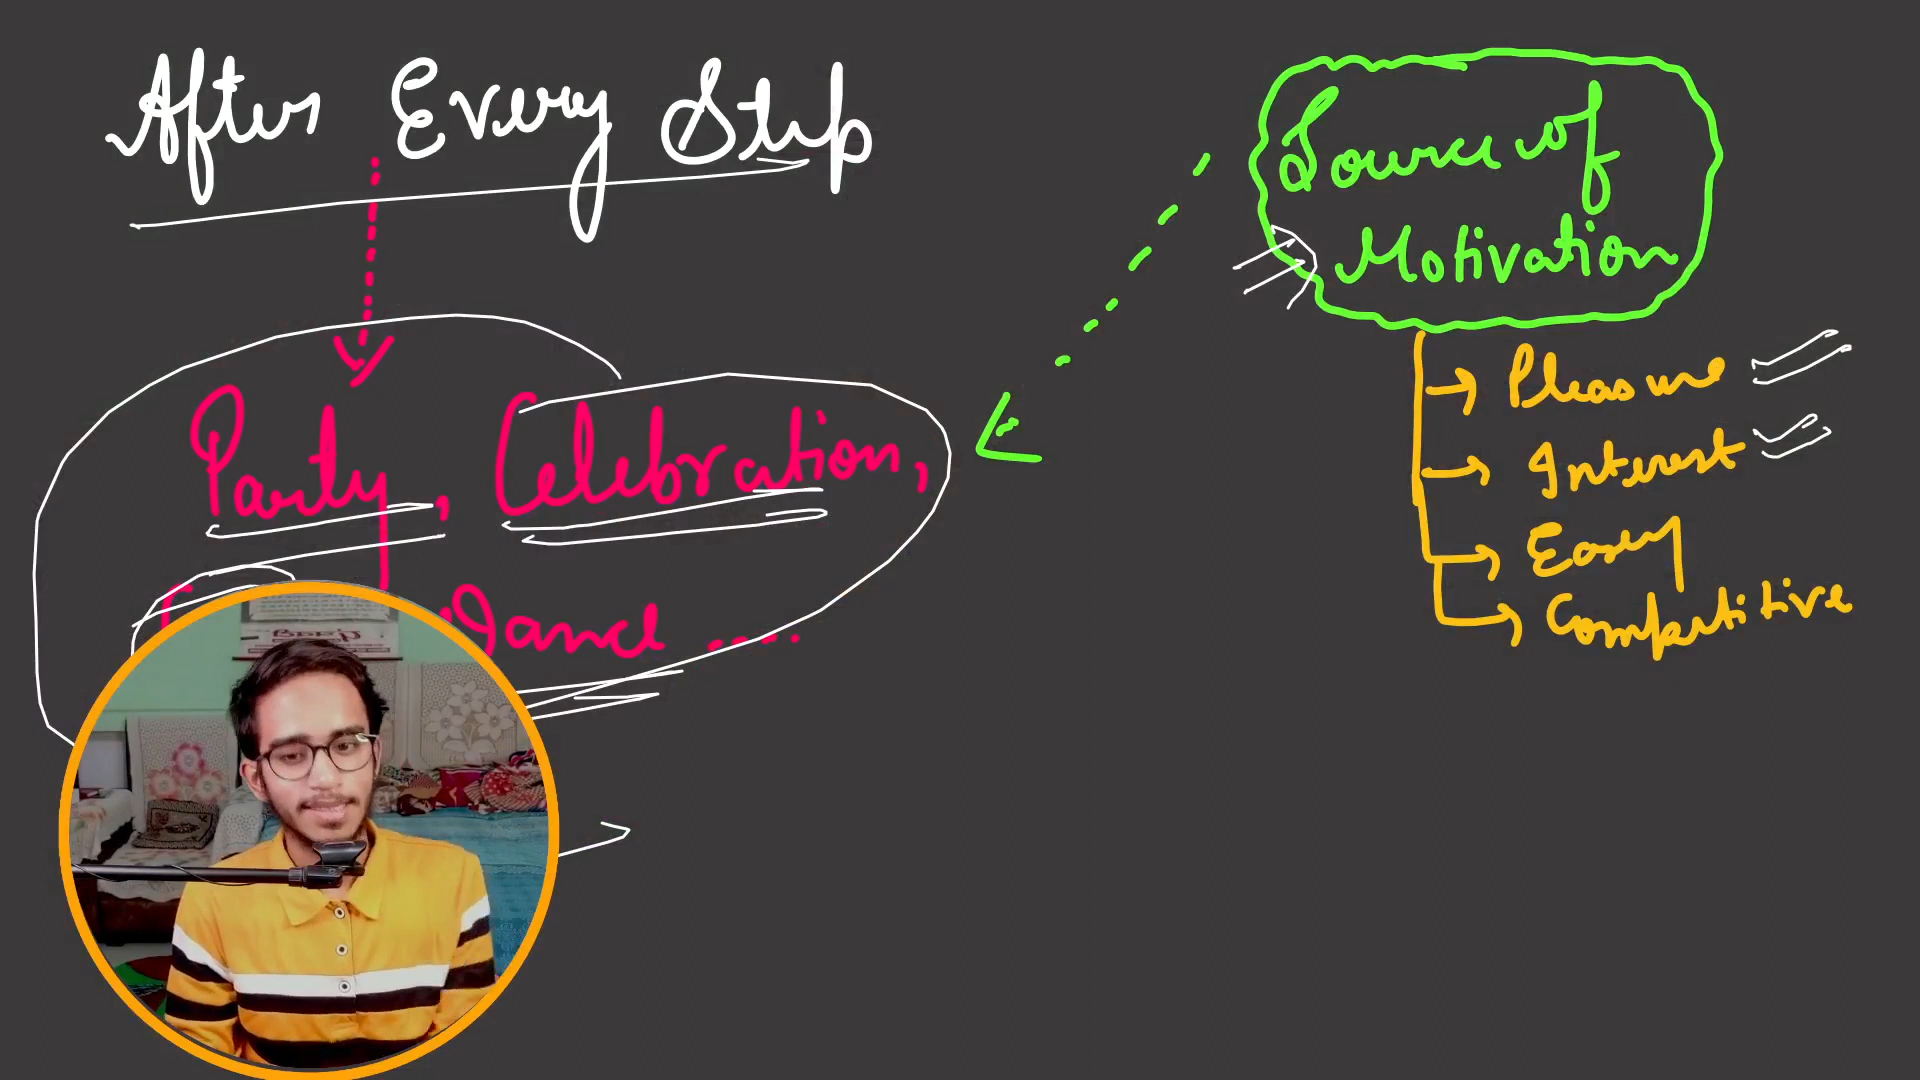 After Every Step
Party, Celebration,
Dance ....
Source of
Motivation
Pleasure
Interest
Easy
Competitive